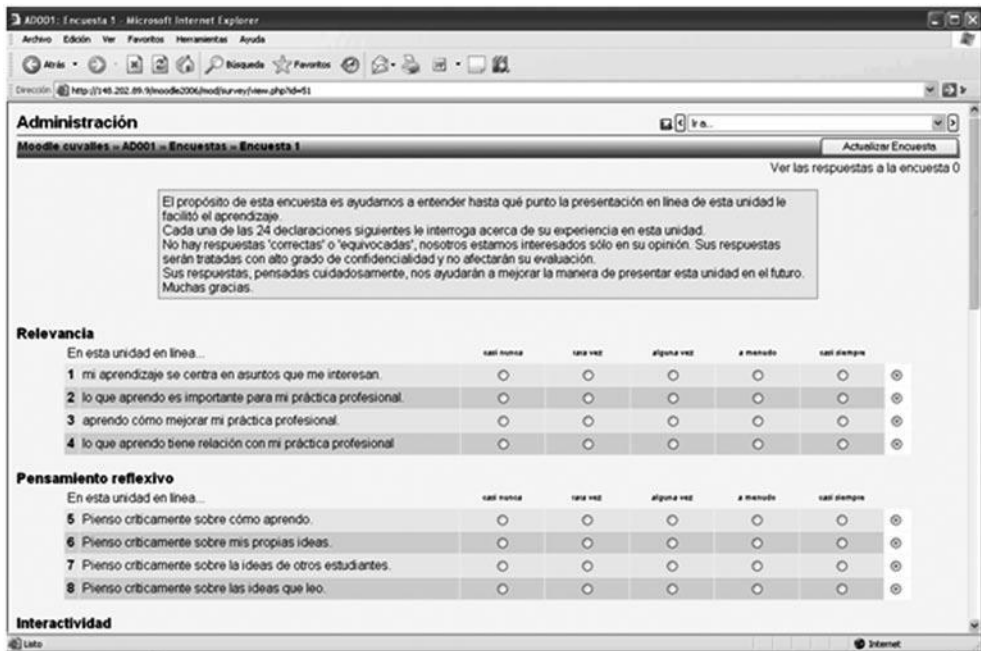 AD001: Encuesta 1 - Microsoft Internet Explorer
Archivo Edición Ver Favoritos Herramientas Ayuda
Atrás Búsqueda Favoritos
Dirección http://148.202.89.9/moodle2006/mod/survey/view.php?id=51
Administración Ir a...
Moodle cuvalles » AD001 » Encuestas » Encuesta 1 Actualizar Encuesta
Ver las respuestas a la encuesta 0
El propósito de esta encuesta es ayudarnos a entender hasta qué punto la presentación en línea de esta unidad le
facilitó el aprendizaje.
Cada una de las 24 declaraciones siguientes le interroga acerca de su experiencia en esta unidad.
No hay respuestas 'correctas' o 'equivocadas', nosotros estamos interesados sólo en su opinión. Sus respuestas
serán tratadas con alto grado de confidencialidad y no afectarán su evaluación.
Sus respuestas, pensadas cuidadosamente, nos ayudarán a mejorar la manera de presentar esta unidad en el futuro.
Muchas gracias.
Relevancia
En esta unidad en línea... casi nunca rara vez alguna vez a menudo casi siempre
1 mi aprendizaje se centra en asuntos que me interesan.
2 lo que aprendo es importante para mi práctica profesional.
3 aprendo cómo mejorar mi práctica profesional.
4 lo que aprendo tiene relación con mi práctica profesional
Pensamiento reflexivo
En esta unidad en línea... casi nunca rara vez alguna vez a menudo casi siempre
5 Pienso críticamente sobre cómo aprendo.
6 Pienso críticamente sobre mis propias ideas.
7 Pienso críticamente sobre la ideas de otros estudiantes.
8 Pienso críticamente sobre las ideas que leo.
Interactividad
Listo Internet